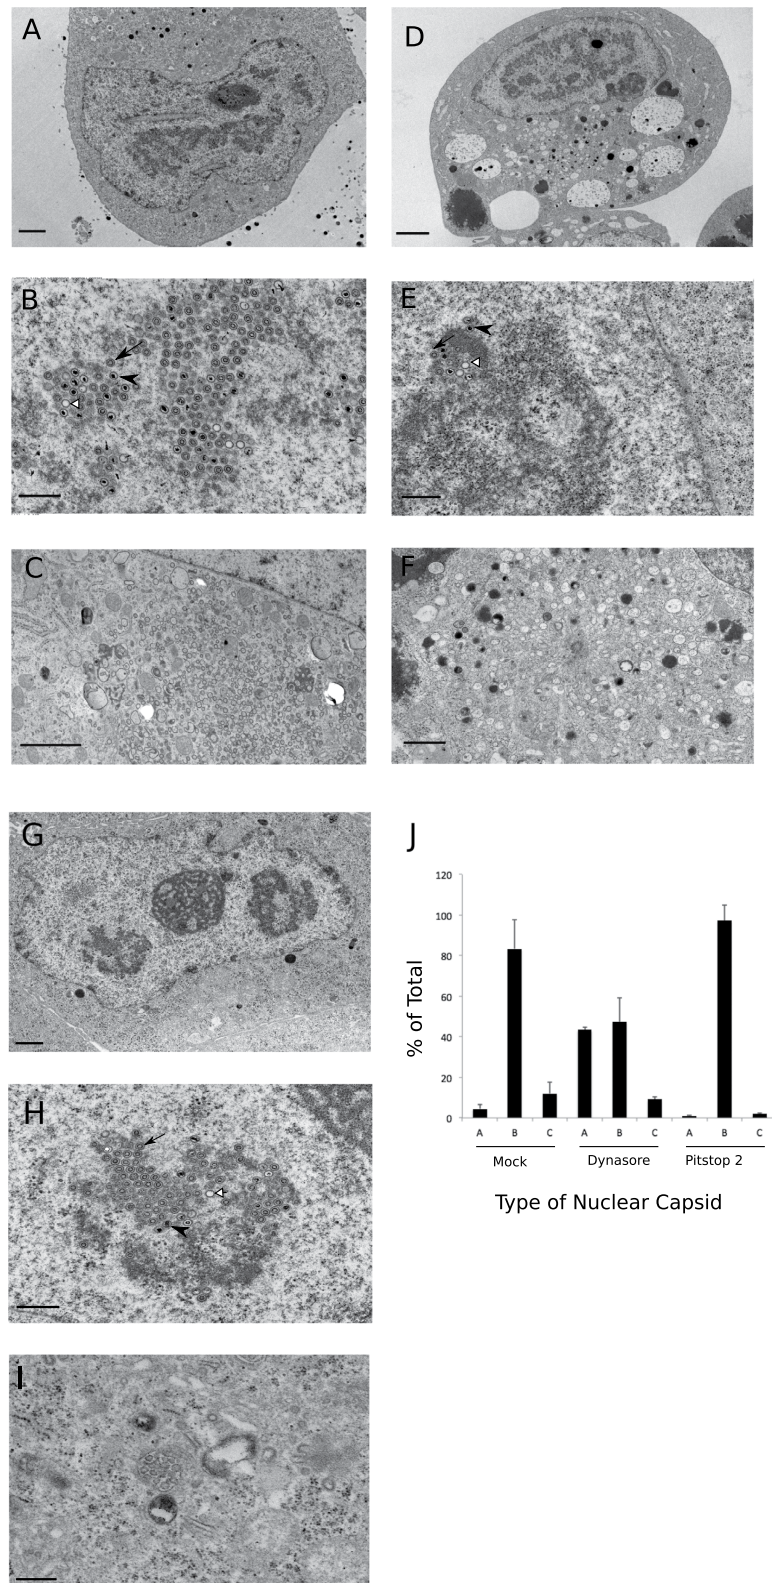 A
D
B
E
C
F
G
J
120
100
80
60
40
20
0
% of Total
A B C A B C A B C
Mock Dynasore Pitstop 2
Type of Nuclear Capsid
H
I